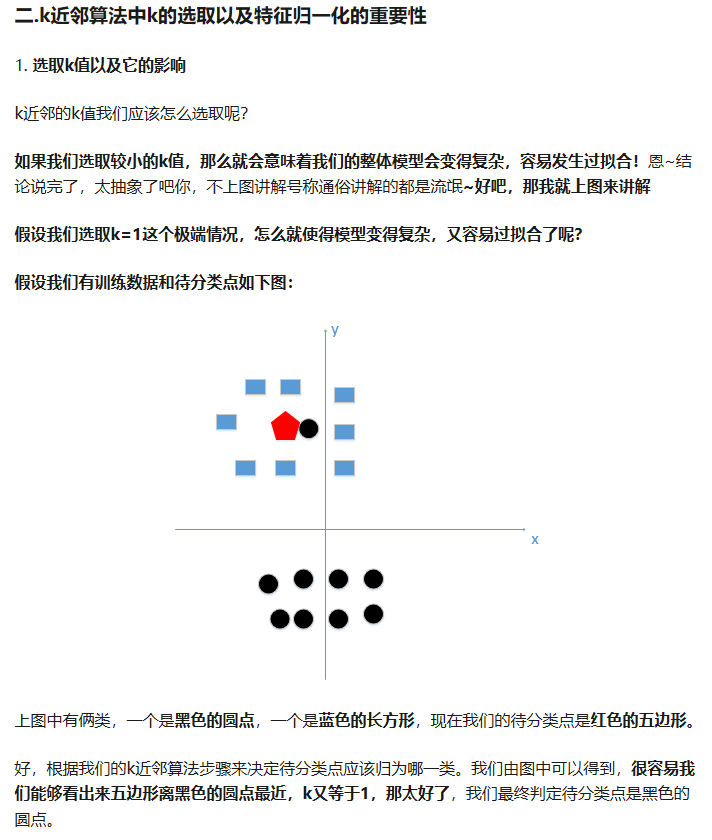 二.k近邻算法中k的选取以及特征归一化的重要性
1. 选取k值以及它的影响
k近邻的k值我们应该怎么选取呢？
如果我们选取较小的k值，那么就会意味着我们的整体模型会变得复杂，容易发生过拟合！恩~结
论说完了，太抽象了吧你，不上图讲解号称通俗讲解的都是流氓~好吧，那我就上图来讲解
假设我们选取k=1这个极端情况，怎么就使得模型变得复杂，又容易过拟合了呢？
假设我们有训练数据和待分类点如下图：
y
x
上图中有俩类，一个是黑色的圆点，一个是蓝色的长方形，现在我们的待分类点是红色的五边形。
好，根据我们的k近邻算法步骤来决定待分类点应该归为哪一类。我们由图中可以得到，很容易我
们能够看出来五边形离黑色的圆点最近，k又等于1，那太好了，我们最终判定待分类点是黑色的
圆点。